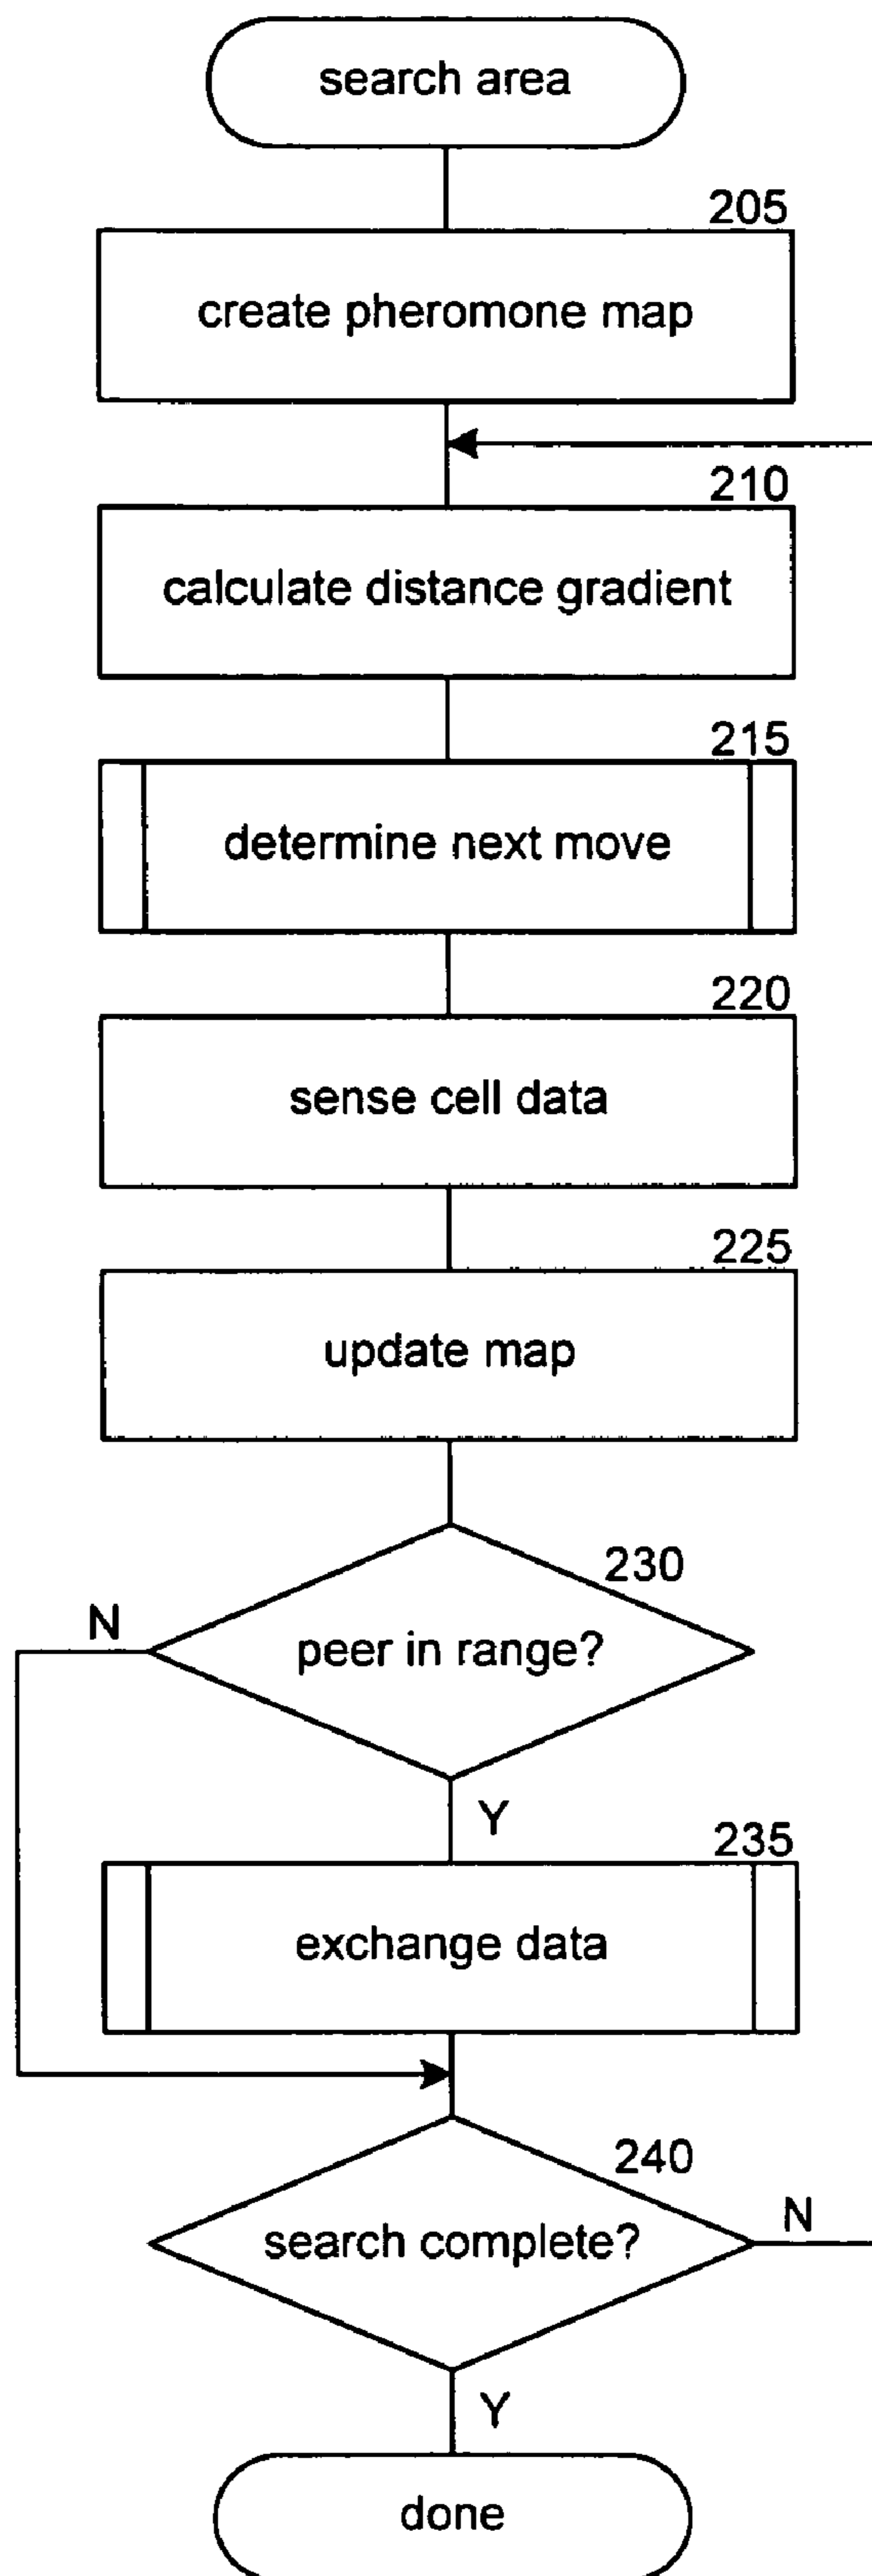 search area
205
create pheromone map
210
calculate distance gradient
215
determine next move
220
sense cell data
225
update map
230
N
peer in range?
Y
235
exchange data
240
N
search complete?
Y
done